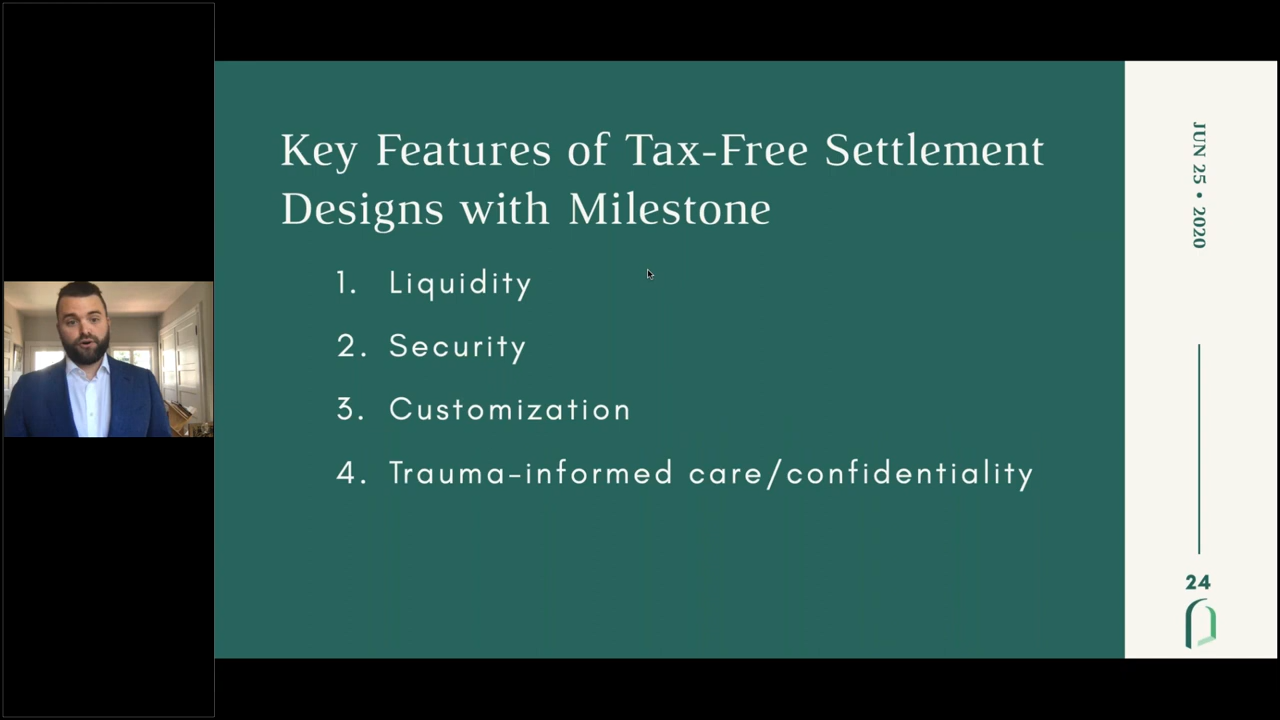 Key Features of Tax-Free Settlement
Designs with Milestone
1. Liquidity
2. Security
3. Customization
4. Trauma-informed care/confidentiality
JUN 25 • 2020
24